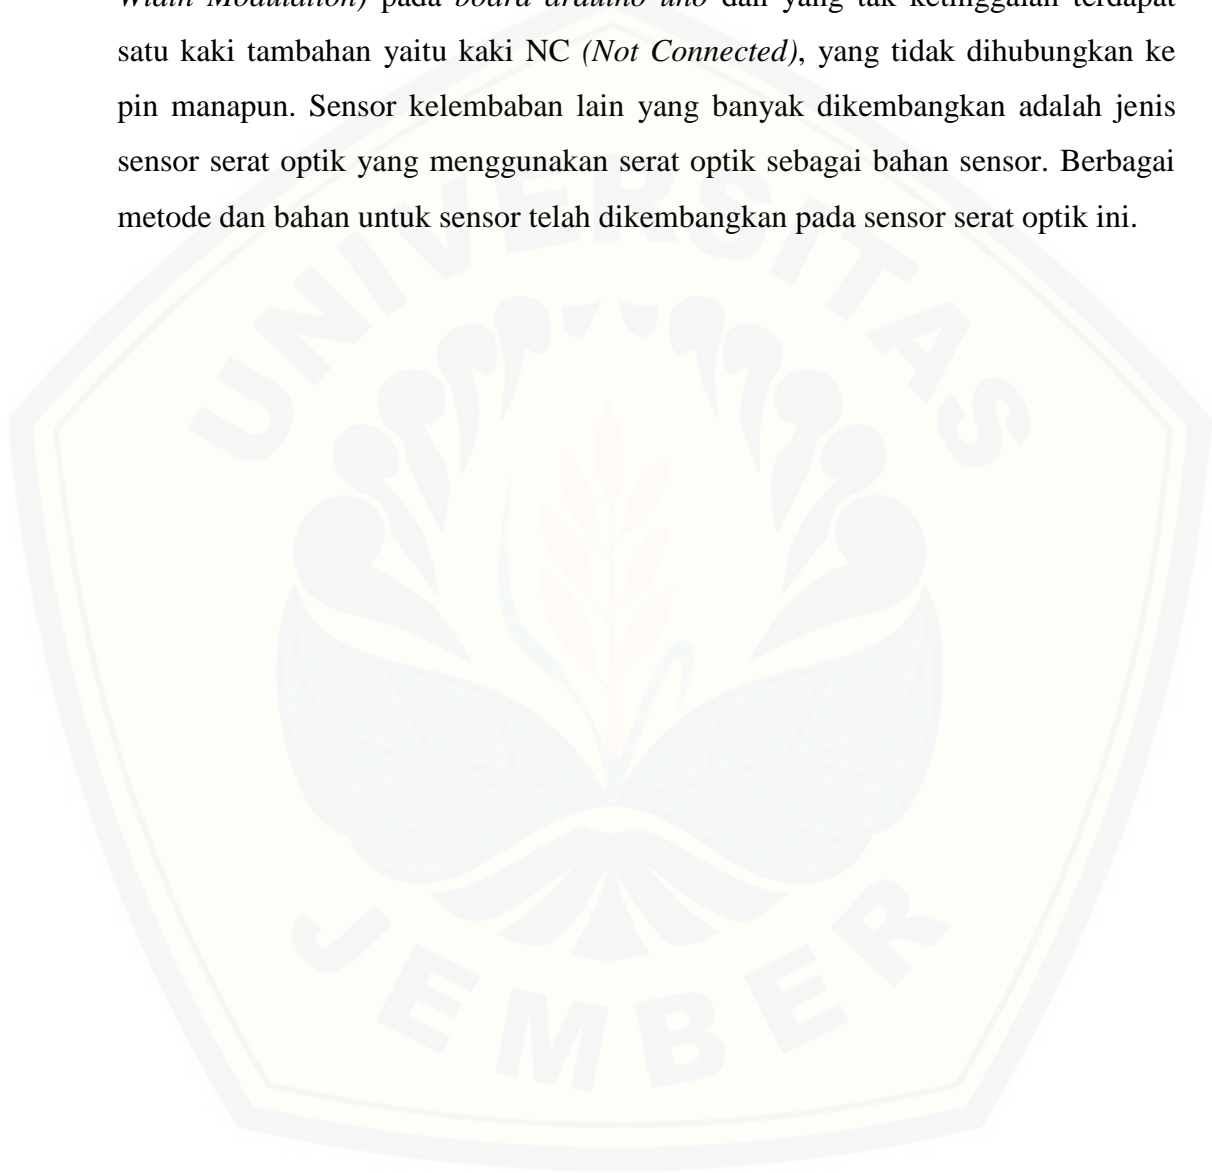 Width Modulation) pada board arduino uno dan yang tak ketinggalan terdapat
satu kaki tambahan yaitu kaki NC (Not Connected), yang tidak dihubungkan ke
pin manapun. Sensor kelembaban lain yang banyak dikembangkan adalah jenis
sensor serat optik yang menggunakan serat optik sebagai bahan sensor. Berbagai
metode dan bahan untuk sensor telah dikembangkan pada sensor serat optik ini.
UNIVERSITAS
JEMBER